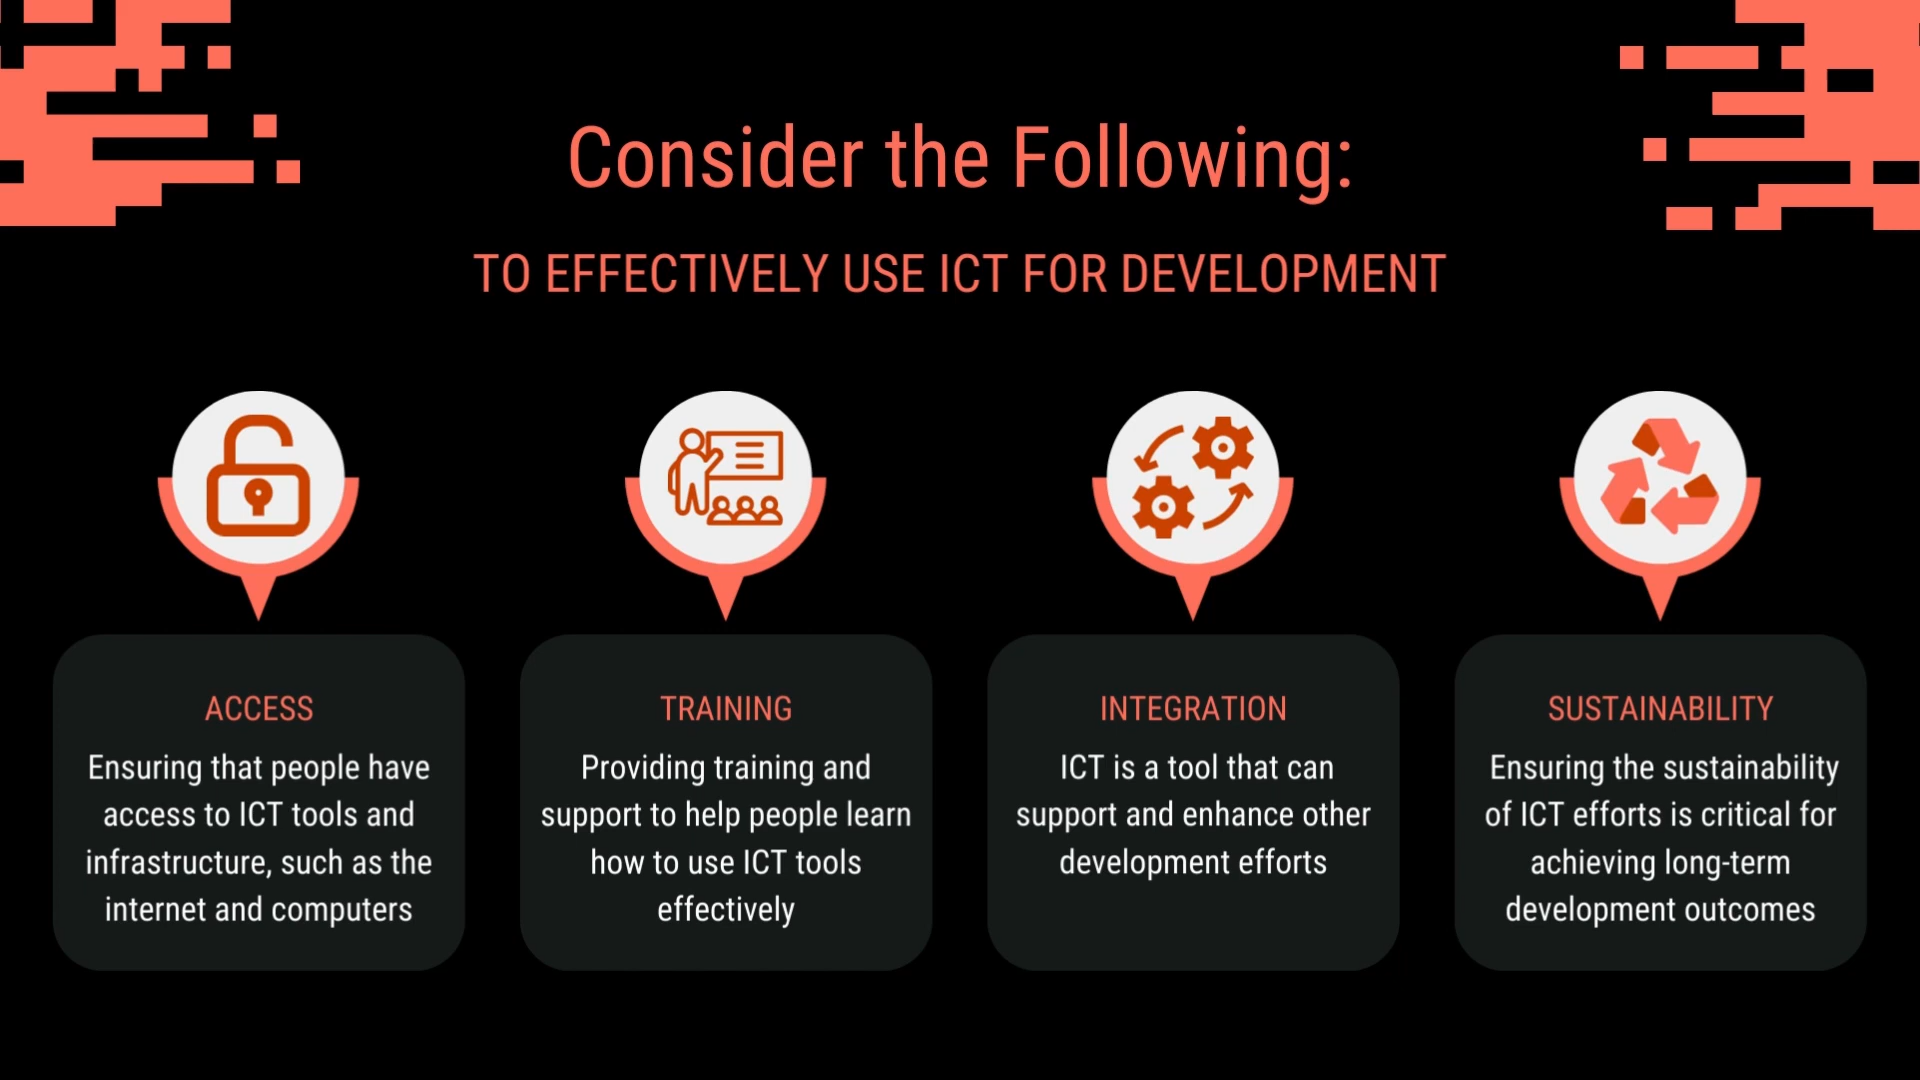 Consider the Following:
TO EFFECTIVELY USE ICT FOR DEVELOPMENT
ACCESS
Ensuring that people have
access to ICT tools and
infrastructure, such as the
internet and computers
TRAINING
Providing training and
support to help people learn
how to use ICT tools
effectively
INTEGRATION
ICT is a tool that can
support and enhance other
development efforts
SUSTAINABILITY
Ensuring the sustainability
of ICT efforts is critical for
achieving long-term
development outcomes